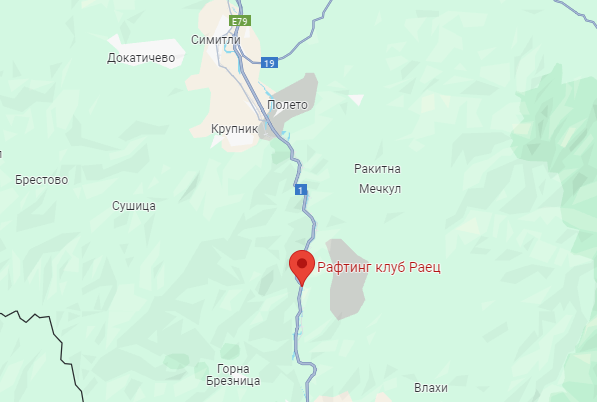 E79
Симитли
19
Докатичево
Полето
Крупник
Ракитна
Брестово
1
Мечкул
Сушица
Рафтинг клуб Раец
Горна
Брезница
Влахи